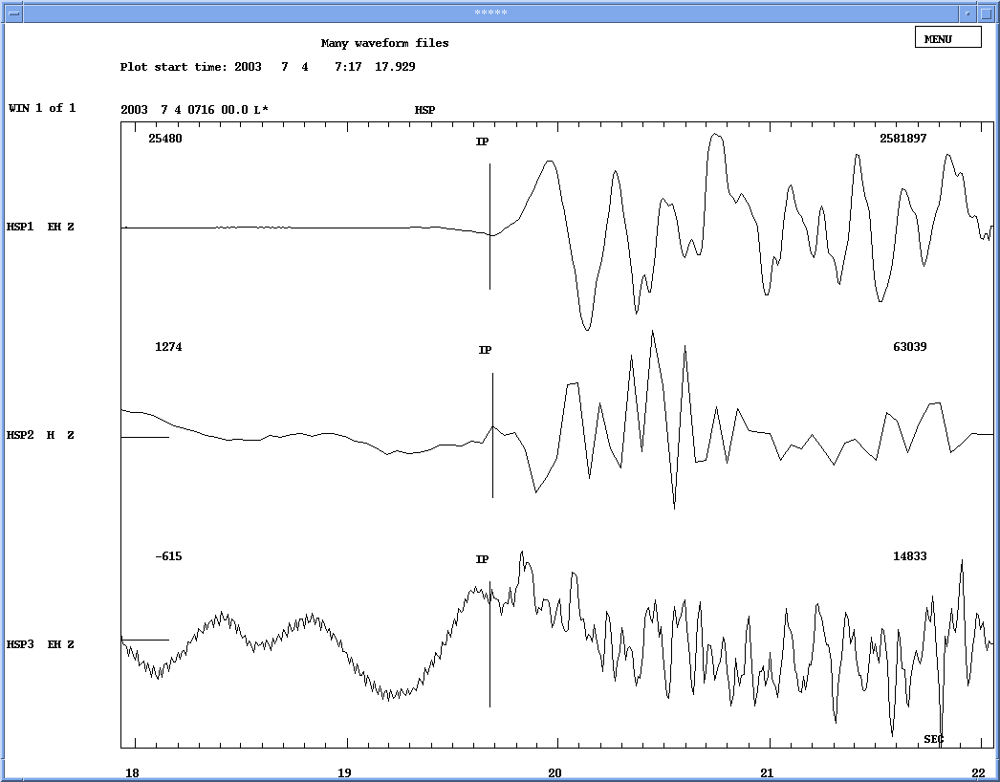 *****
MENU
Many waveform files
Plot start time: 2003 7 4 7:17 17.929
WIN 1 of 1
2003 7 4 0716 00.0 L* HSP
25480 IP 2581897
HSP1 EH Z
1274 IP 63039
HSP2 H Z
-615 IP 14833
HSP3 EH Z
SEC
18 19 20 21 22